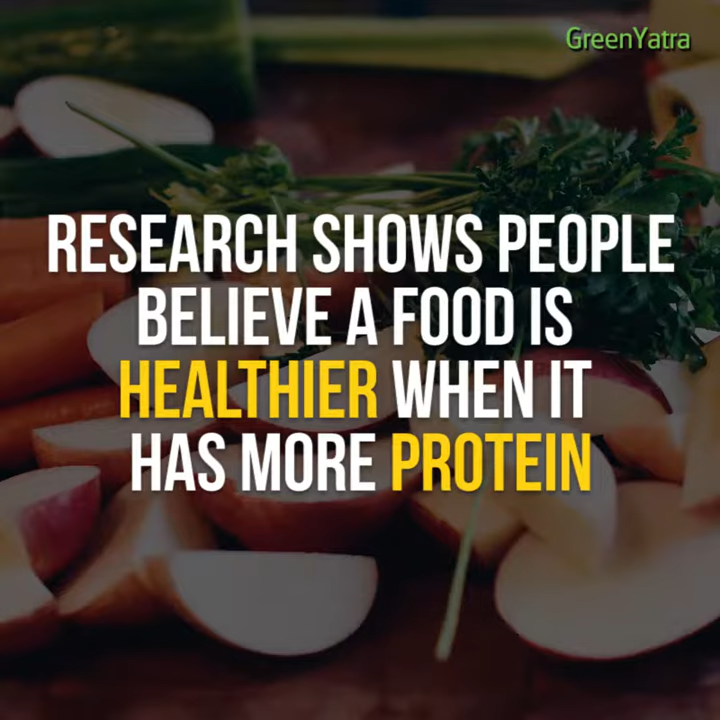 GreenYatra
RESEARCH SHOWS PEOPLE
BELIEVE A FOOD IS
HEALTHIER WHEN IT
HAS MORE PROTEIN